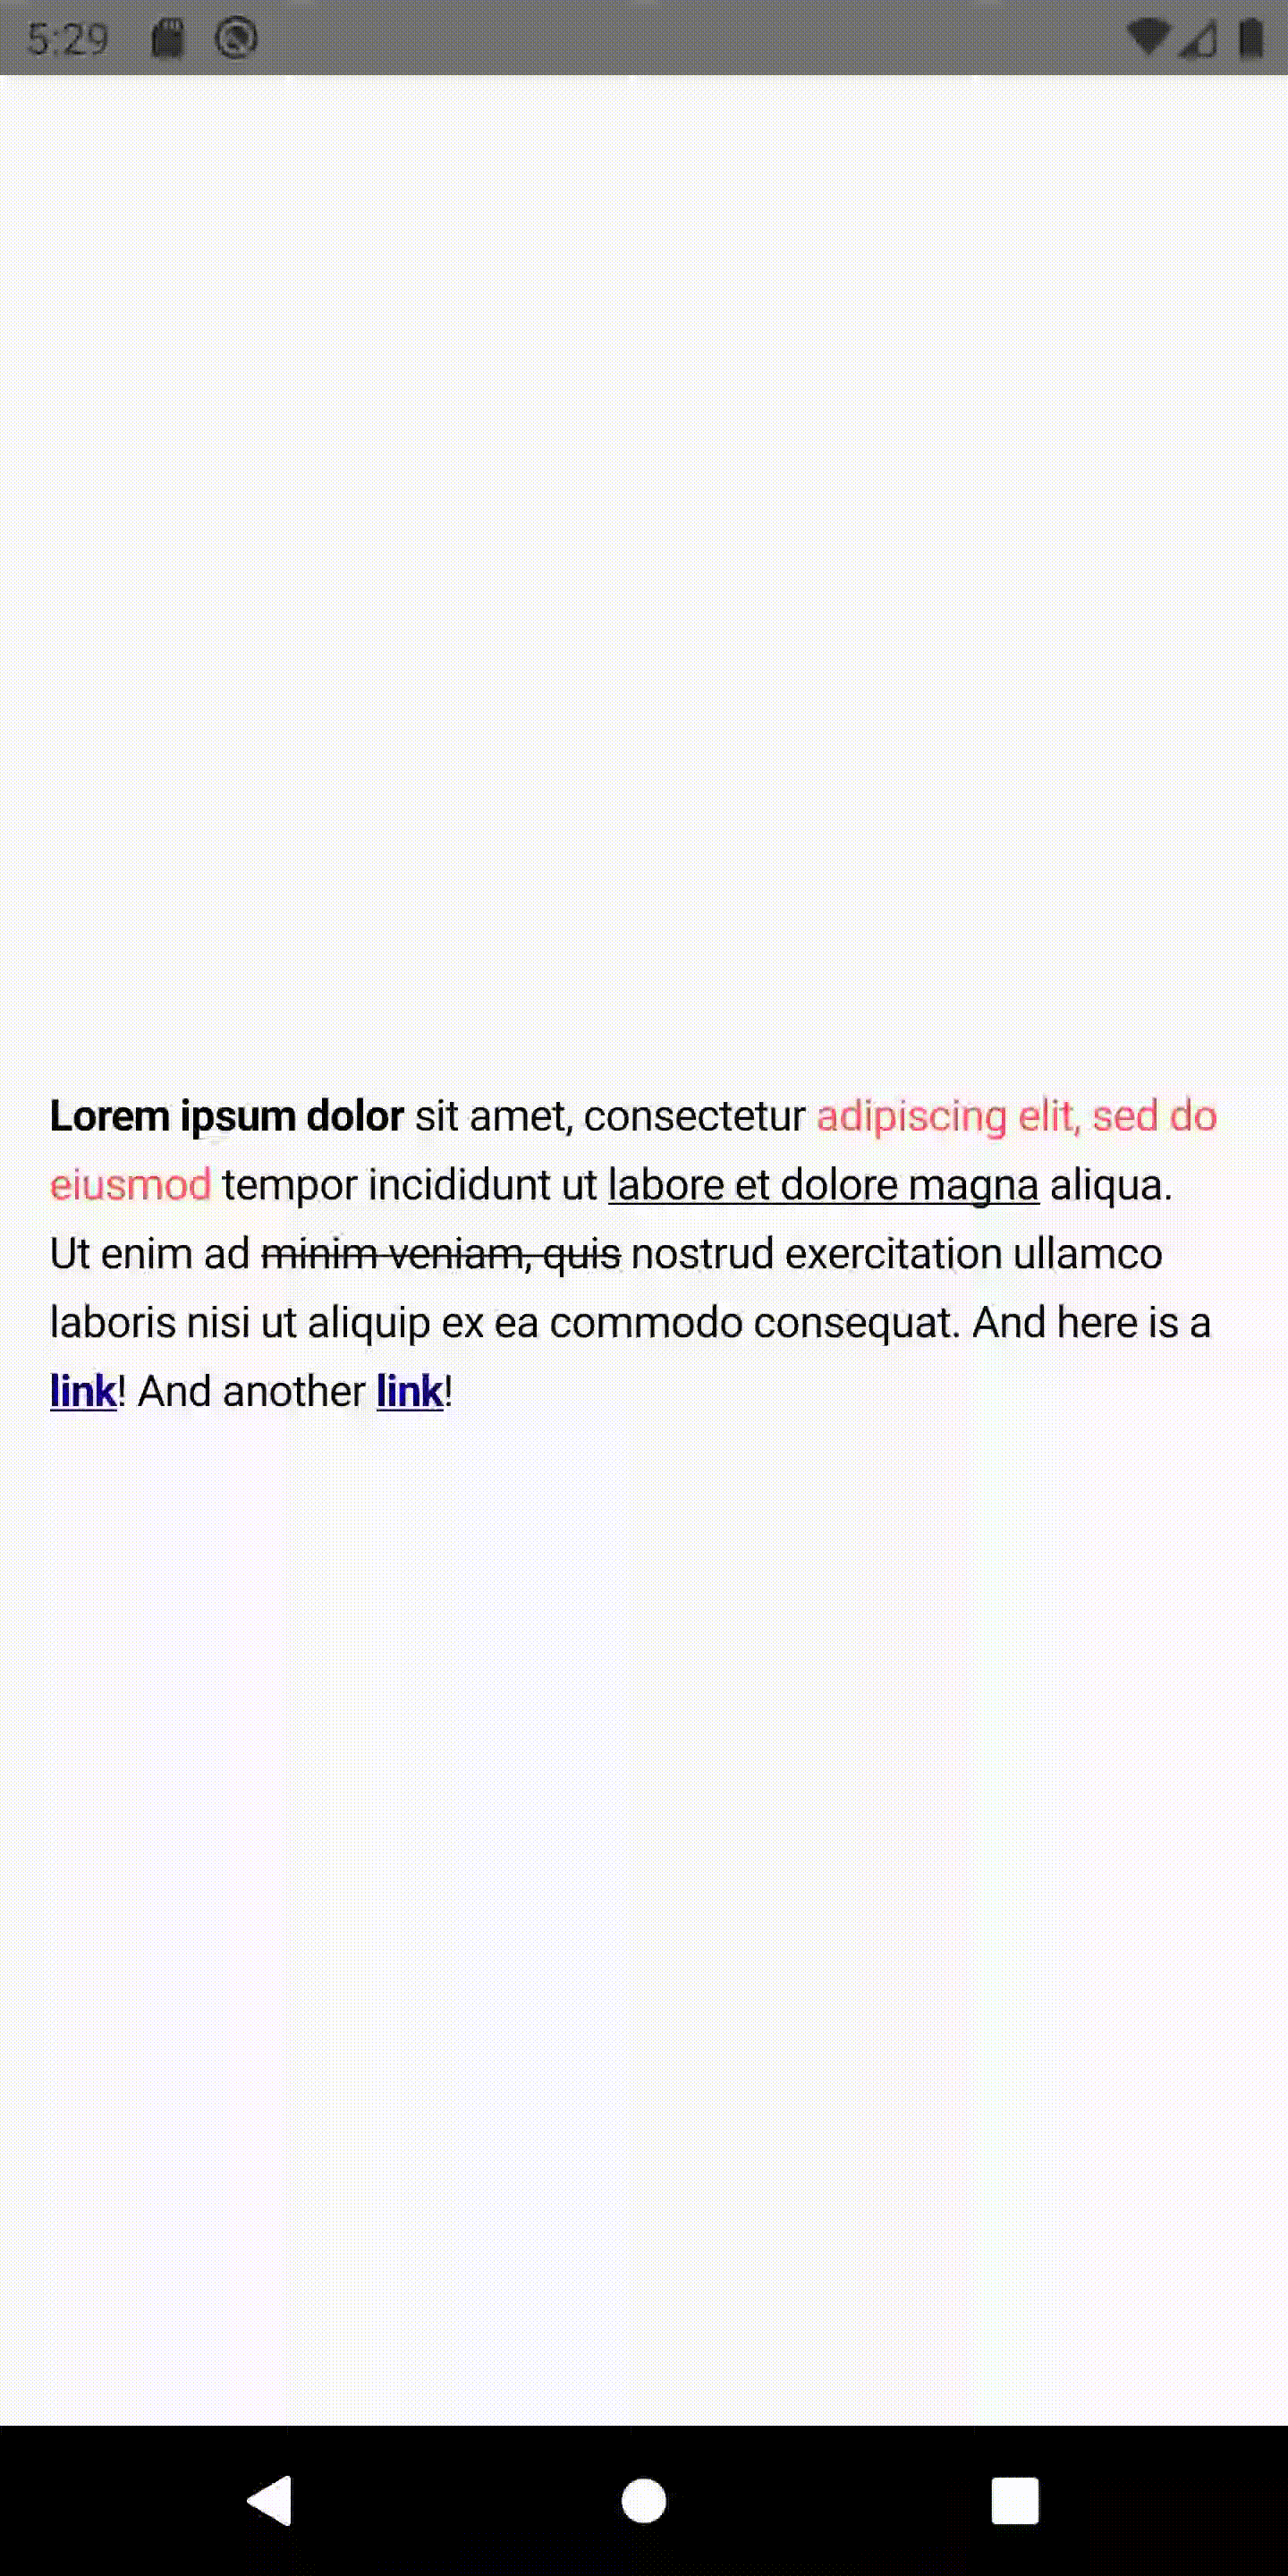 5:29
Lorem ipsum dolor sit amet, consectetur adipiscing elit, sed do
eiusmod tempor incididunt ut labore et dolore magna aliqua.
Ut enim ad minim veniam, quis nostrud exercitation ullamco
laboris nisi ut aliquip ex ea commodo consequat. And here is a
link! And another link!